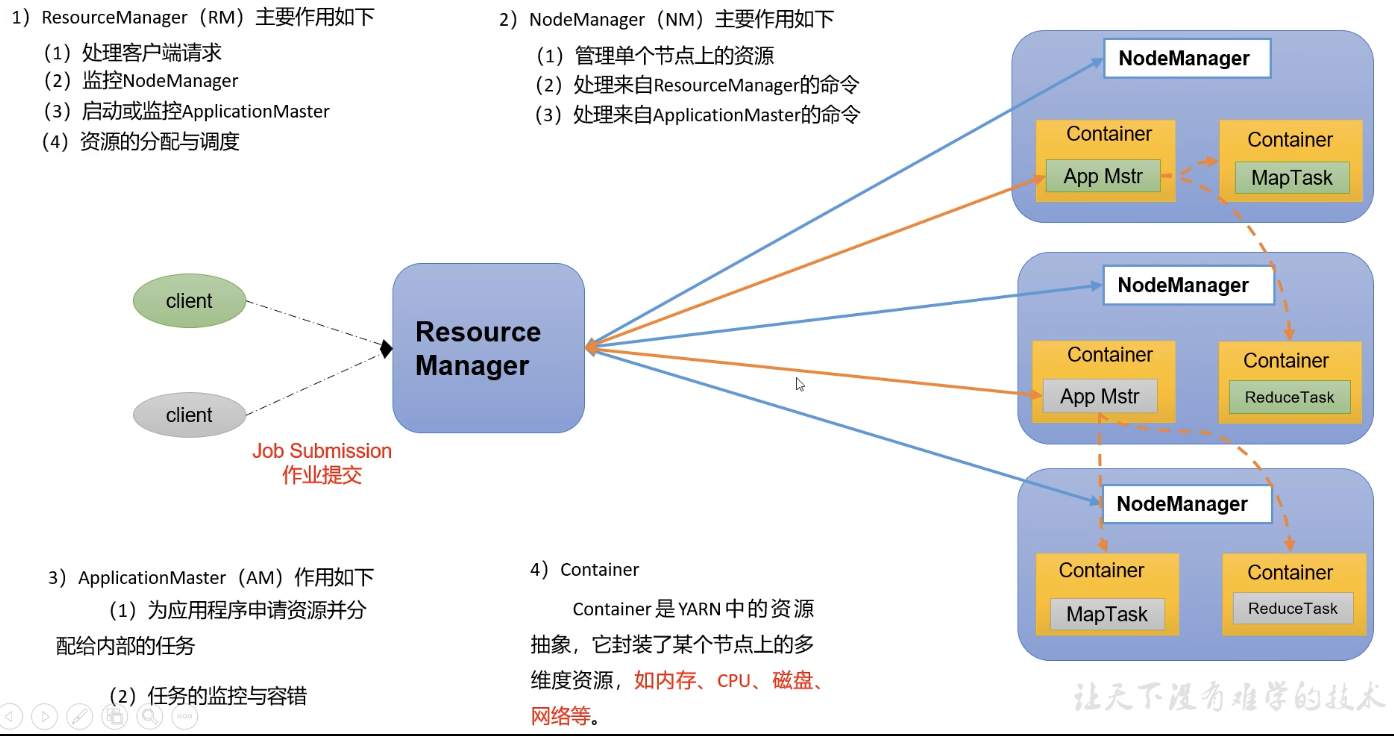 1）ResourceManager（RM）主要作用如下
（1）处理客户端请求
（2）监控NodeManager
（3）启动或监控ApplicationMaster
（4）资源的分配与调度
2）NodeManager（NM）主要作用如下
（1）管理单个节点上的资源
（2）处理来自ResourceManager的命令
（3）处理来自ApplicationMaster的命令
NodeManager
Container
App Mstr
Container
MapTask
client
client
Resource
Manager
Job Submission
作业提交
NodeManager
Container
App Mstr
Container
ReduceTask
NodeManager
Container
MapTask
Container
ReduceTask
3）ApplicationMaster（AM）作用如下
（1）为应用程序申请资源并分
配给内部的任务
（2）任务的监控与容错
4）Container
Container是YARN中的资源
抽象，它封装了某个节点上的多
维度资源，如内存、CPU、磁盘、
网络等。
让天下没有难学的技术